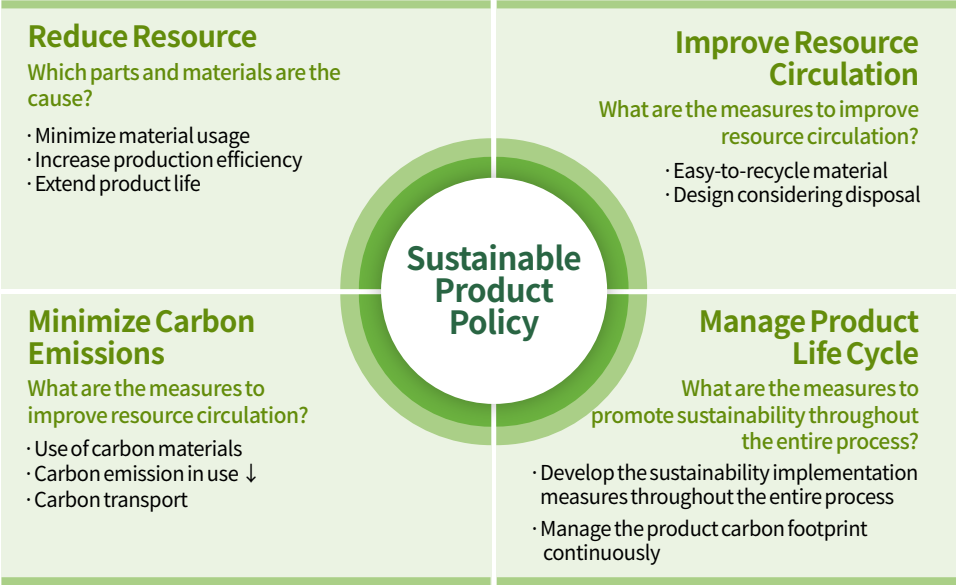 Reduce Resource
Which parts and materials are the
cause?
· Minimize material usage
· Increase production efficiency
· Extend product life
Improve Resource
Circulation
What are the measures to improve
resource circulation?
· Easy-to-recycle material
· Design considering disposal
Sustainable
Product
Policy
Minimize Carbon
Emissions
What are the measures to
improve resource circulation?
· Use of carbon materials
· Carbon emission in use ↓
· Carbon transport
Manage Product
Life Cycle
What are the measures to
promote sustainability throughout
the entire process?
· Develop the sustainability implementation
measures throughout the entire process
· Manage the product carbon footprint
continuously